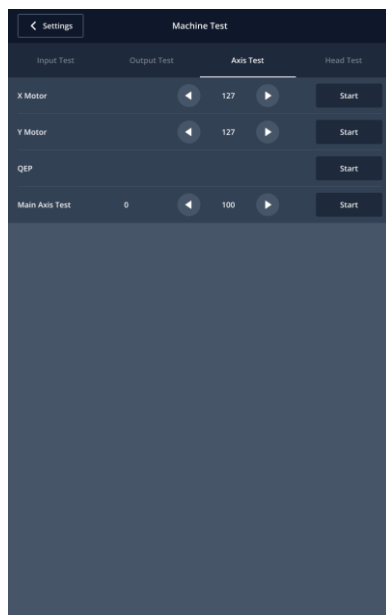 Settings
Machine Test
Input Test Output Test Axis Test Head Test
X Motor 127 Start
Y Motor 127 Start
QEP Start
Main Axis Test 0 100 Start